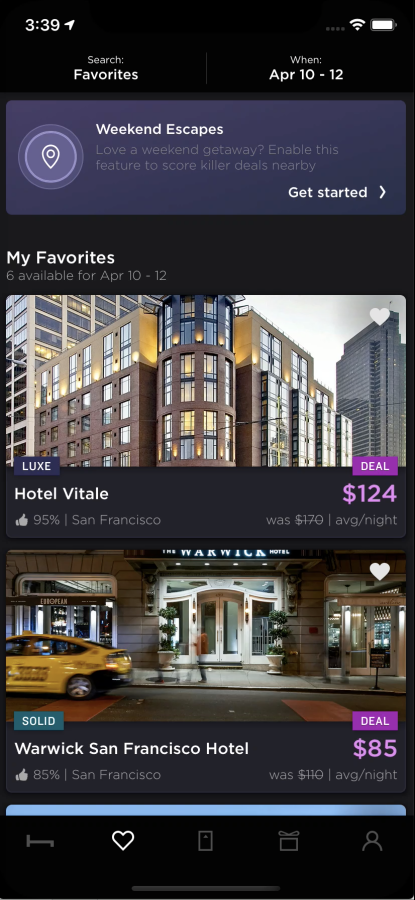 3:39
Search:
Favorites
When:
Apr 10 - 12
Weekend Escapes
Love a weekend getaway? Enable this
feature to score killer deals nearby
Get started
My Favorites
6 available for Apr 10 - 12
LUXE
DEAL
Hotel Vitale
$124
95% | San Francisco
was $170 | avg/night
THE WARWICK HOTEL
EUROPEAN
SOLID
DEAL
Warwick San Francisco Hotel
$85
85% | San Francisco
was $110 | avg/night